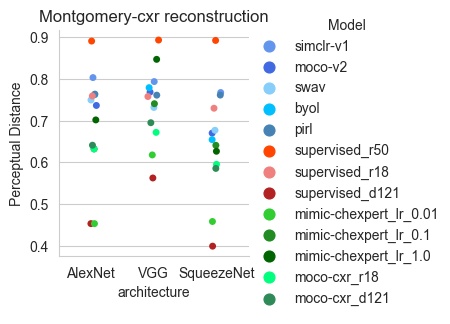 Montgomery-cxr reconstruction
Perceptual Distance
0.9
0.8
0.7
0.6
0.5
0.4
AlexNet
VGG
SqueezeNet
architecture
Model
simclr-v1
moco-v2
swav
byol
pirl
supervised_r50
supervised_r18
supervised_d121
mimic-chexpert_lr_0.01
mimic-chexpert_lr_0.1
mimic-chexpert_lr_1.0
moco-cxr_r18
moco-cxr_d121